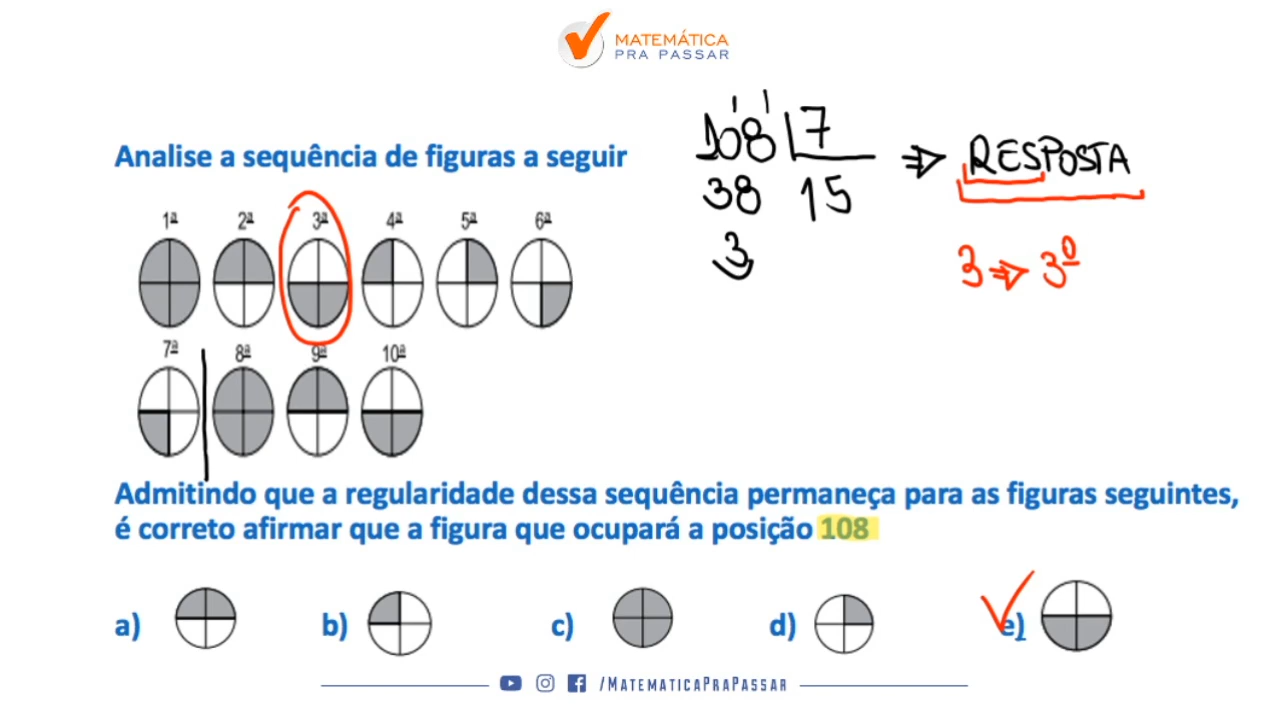 MATEMÁTICA
PRA PASSAR
Analise a sequência de figuras a seguir
108 7
38 15
3
⇒ RESPOSTA
3 ⇒ 3º
1ª 2ª 3ª 4ª 5ª 6ª
7ª 8ª 9ª 10ª
Admitindo que a regularidade dessa sequência permaneça para as figuras seguintes,
é correto afirmar que a figura que ocupará a posição 108
a) b) c) d) e)
/MATEMATICAPRAPASSAR